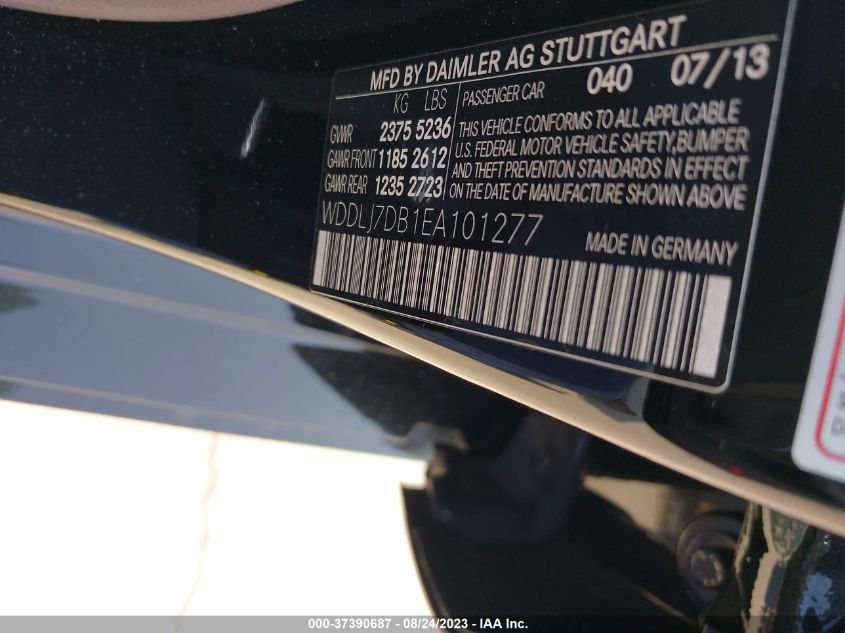 MFD BY DAIMLER AG STUTTGART
KG LBS
GVWR 2375 5236
GAWR FRONT 1185 2612
GAWR REAR 1235 2723
PASSENGER CAR 040 07/13
THIS VEHICLE CONFORMS TO ALL APPLICABLE
U.S. FEDERAL MOTOR VEHICLE SAFETY,BUMPER
AND THEFT PREVENTION STANDARDS IN EFFECT
ON THE DATE OF MANUFACTURE SHOWN ABOVE
WDDLJ7DB1EA101277
MADE IN GERMANY
000-37390687 - 08/24/2023 - IAA Inc.